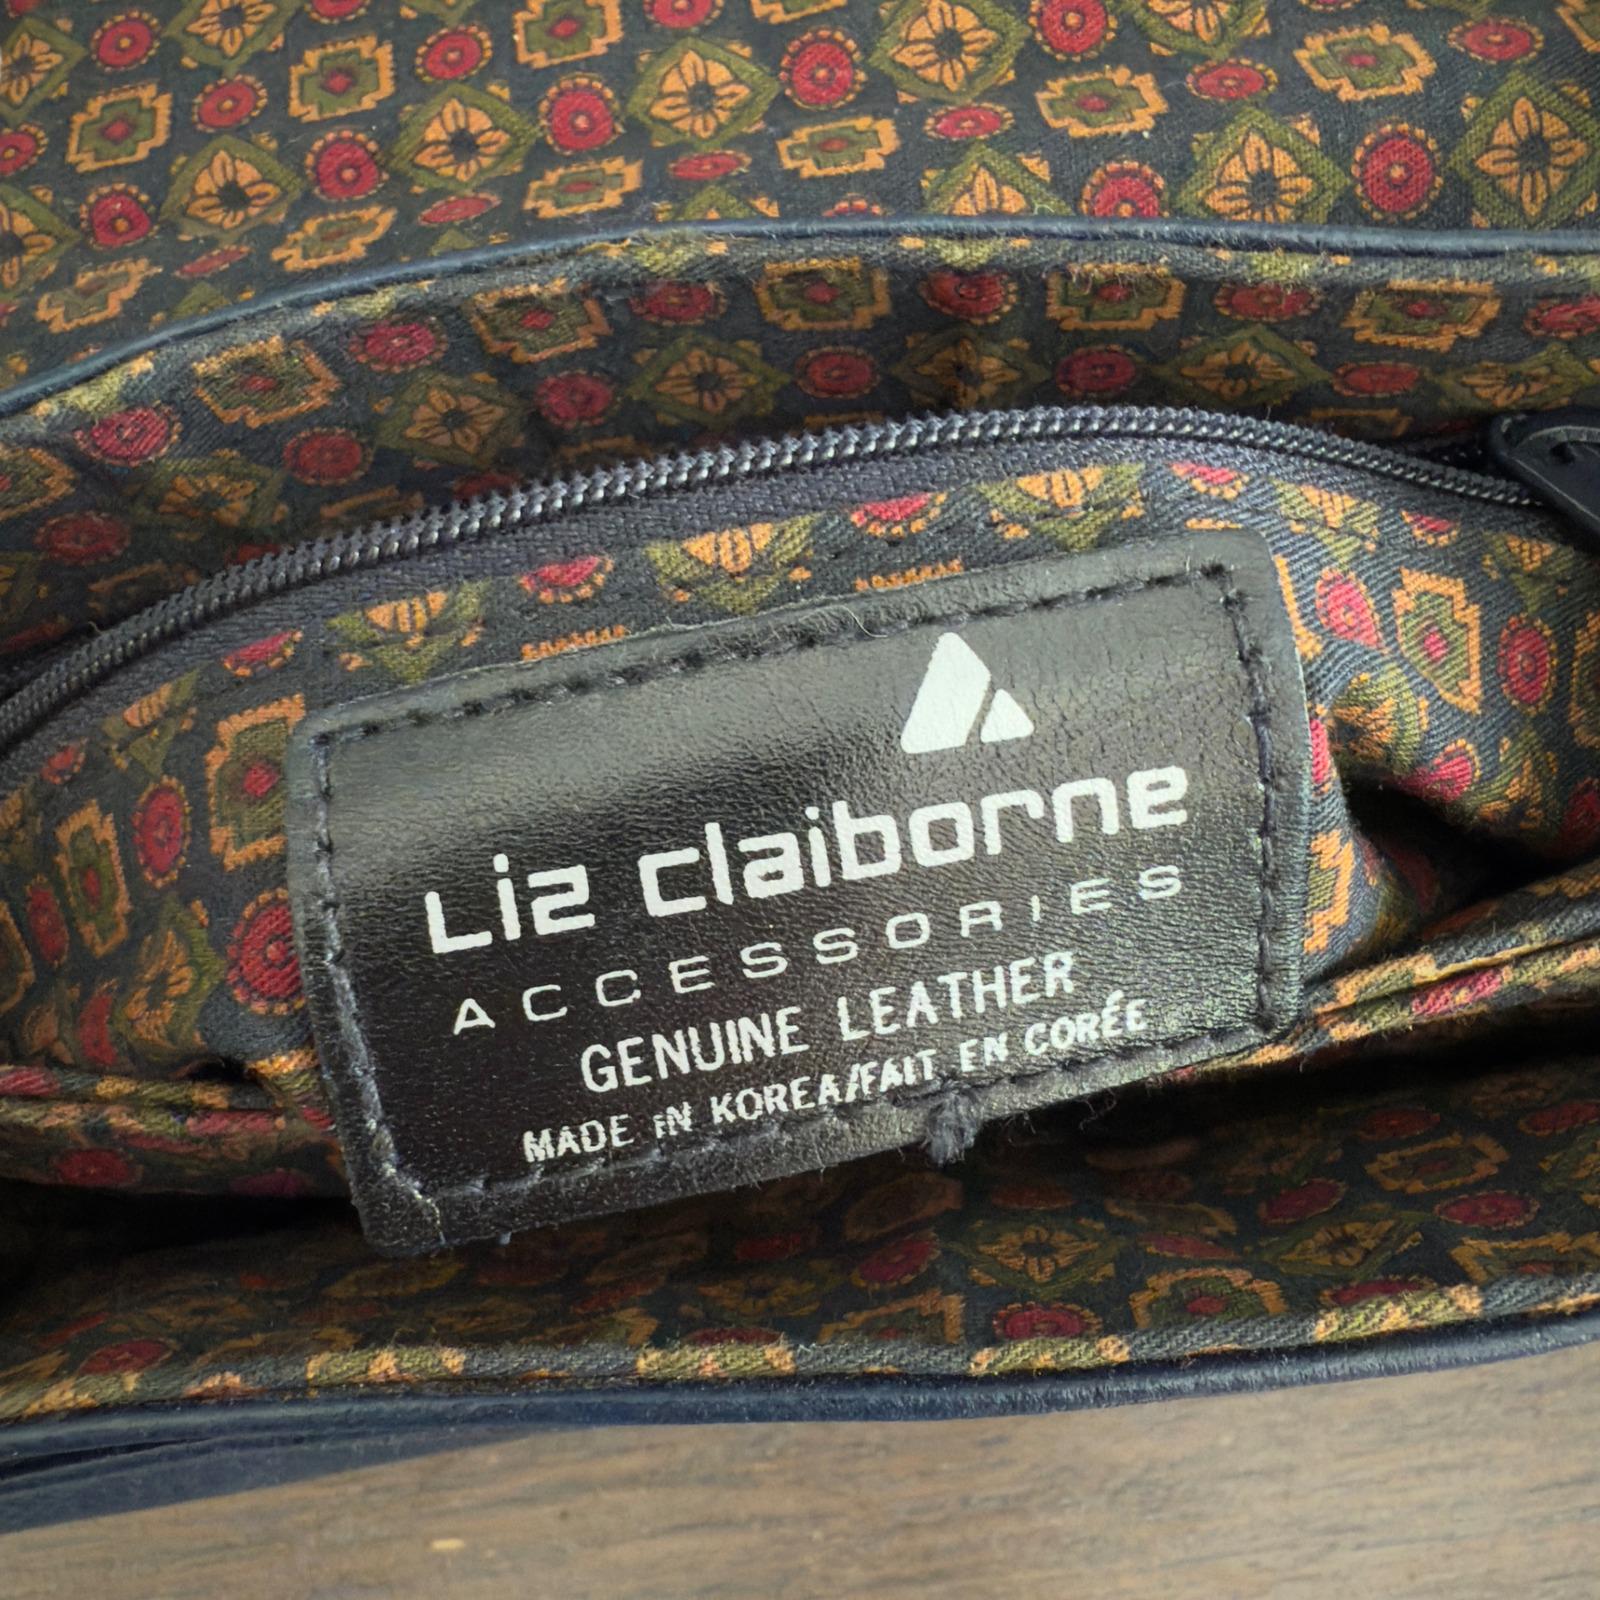 Liz claiborne
ACCESSORIES
GENUINE LEATHER
MADE IN KOREA/FAIT EN CORÉE